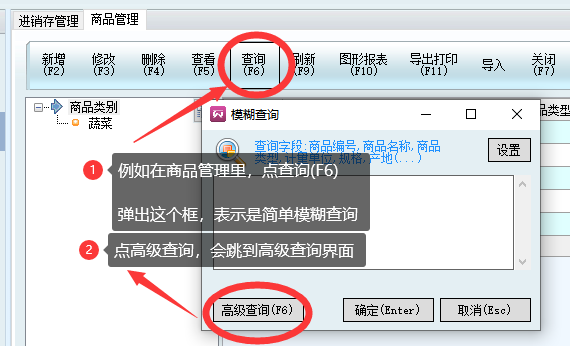 进销存管理 商品管理
新增 修改 删除 查看 查询 刷新 图形报表 导出打印 导入 关闭
(F2) (F3) (F4) (F5) (F6) (F9) (F10) (F11) (F7)
商品类别
蔬菜
品类型
模糊查询
查询字段:商品编号,商品名称,商品
类型,计量单位,规格,产地(...)
设置
1 例如在商品管理里，点查询(F6)
弹出这个框，表示是简单模糊查询
2 点高级查询，会跳到高级查询界面
高级查询(F6) 确定(Enter) 取消(Esc)